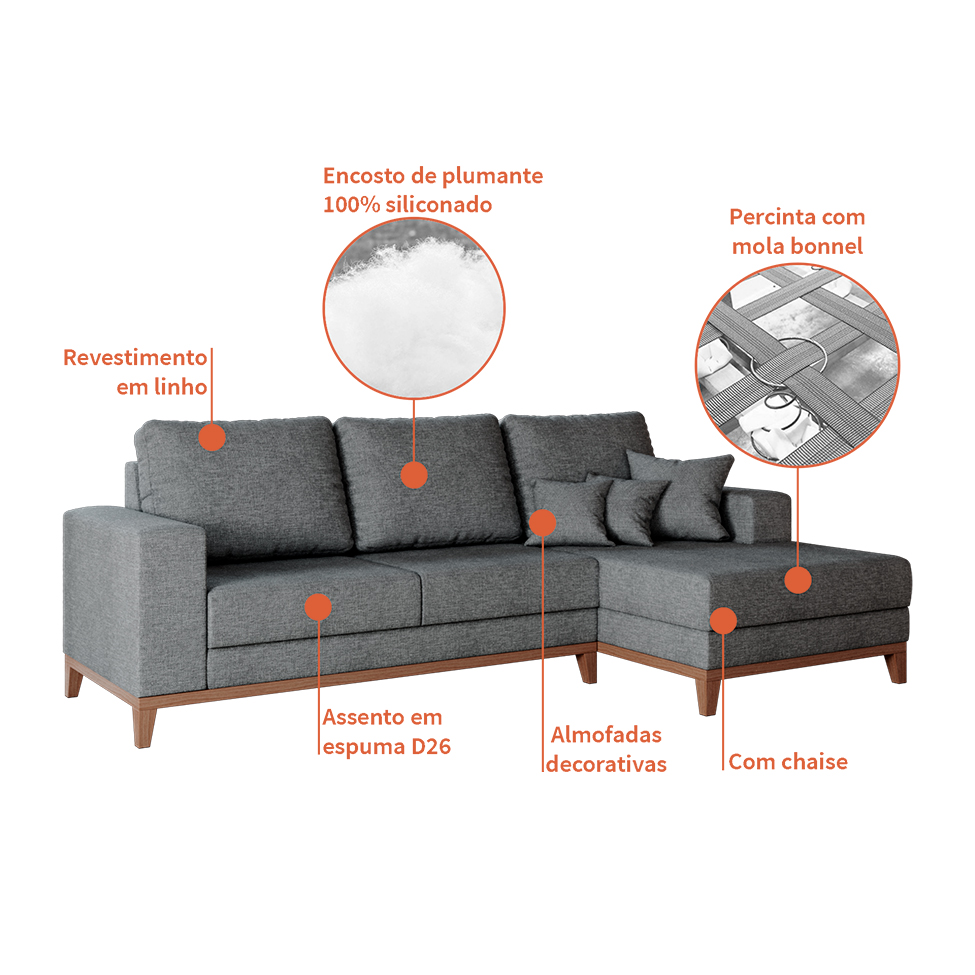 Encosto de plumante
100% siliconado
Percinta com
mola bonnel
Revestimento
em linho
Assento em
espuma D26
Almofadas
decorativas
Com chaise